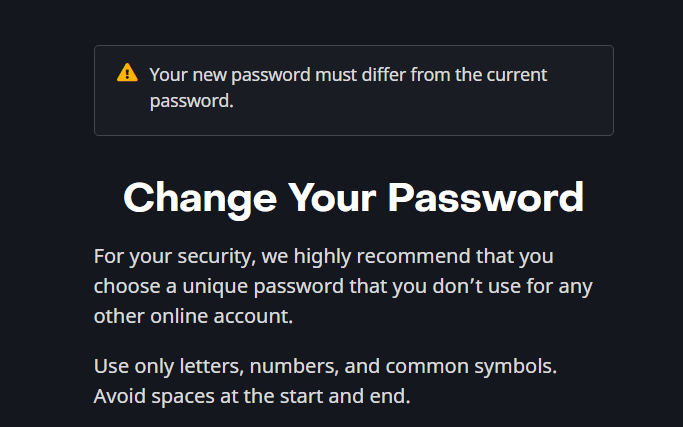 Your new password must differ from the current
password.
Change Your Password
For your security, we highly recommend that you
choose a unique password that you don’t use for any
other online account.
Use only letters, numbers, and common symbols.
Avoid spaces at the start and end.